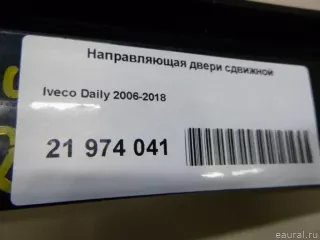 Направляющая двери сдвижной
Iveco Daily 2006-2018
21 974 041
eaural.ru